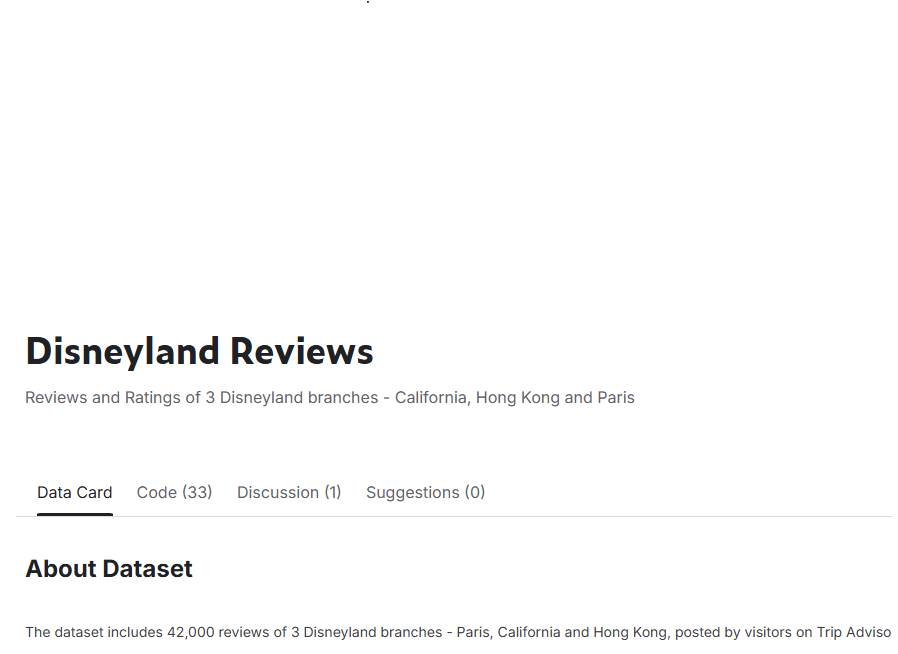 Disneyland Reviews
Reviews and Ratings of 3 Disneyland branches - California, Hong Kong and Paris
Data Card Code (33) Discussion (1) Suggestions (0)
About Dataset
The dataset includes 42,000 reviews of 3 Disneyland branches - Paris, California and Hong Kong, posted by visitors on Trip Adviso